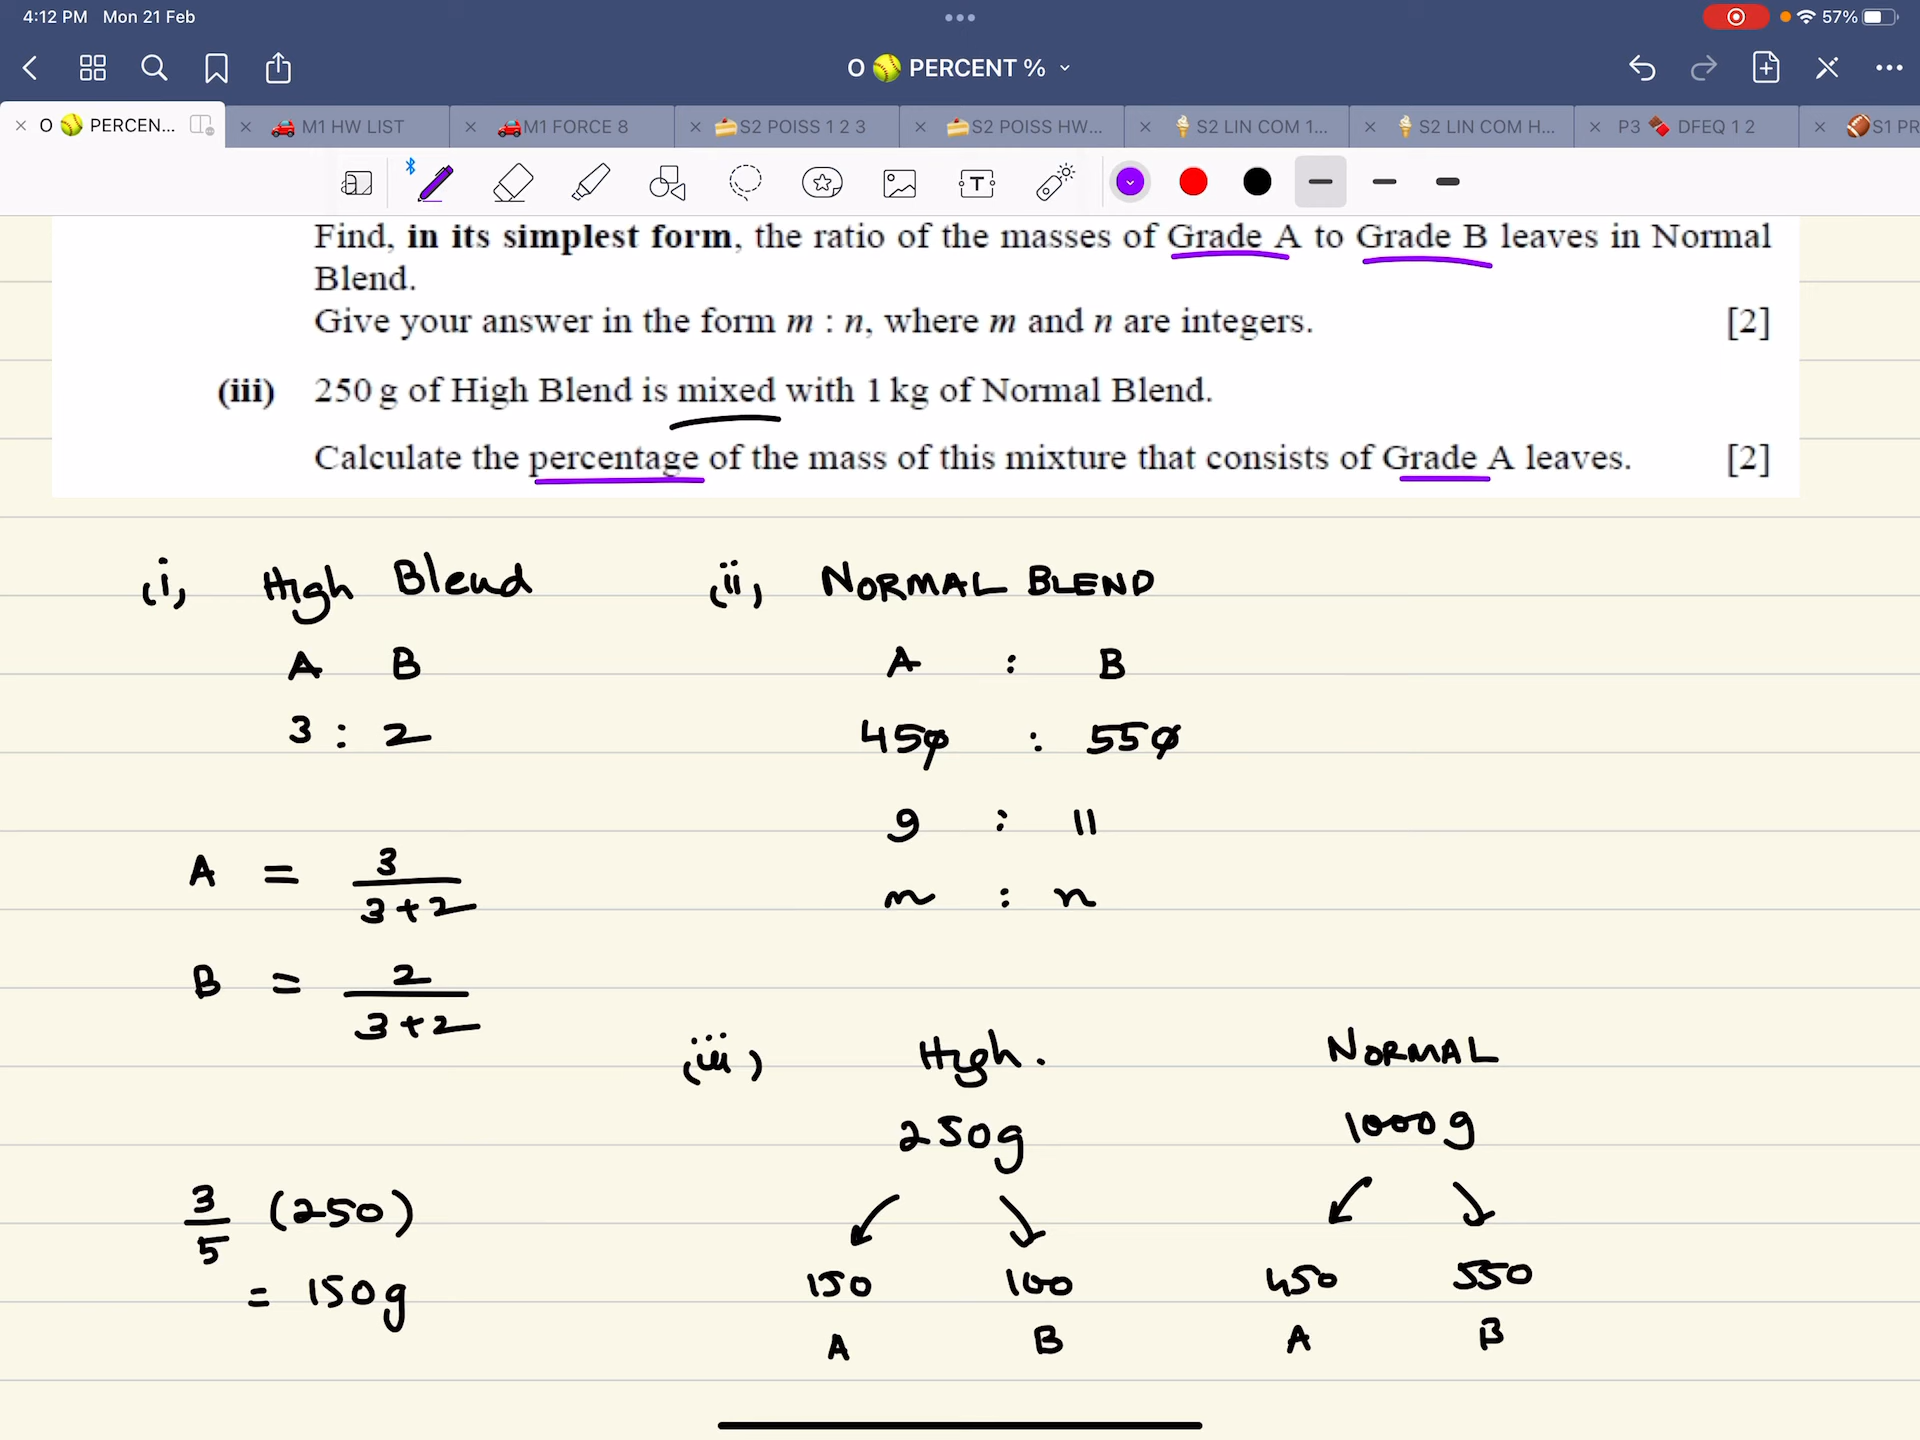 4:12 PM Mon 21 Feb
57%
O PERCENT %
O PERCEN...
M1 HW LIST
M1 FORCE 8
S2 POISS 1 2 3
S2 POISS HW...
S2 LIN COM 1...
S2 LIN COM H...
P3 DFEQ 1 2
S1 PR
Find, in its simplest form, the ratio of the masses of Grade A to Grade B leaves in Normal
Blend.
Give your answer in the form m : n, where m and n are integers. [2]
(iii) 250 g of High Blend is mixed with 1 kg of Normal Blend.
Calculate the percentage of the mass of this mixture that consists of Grade A leaves. [2]
(i) High Blend
A B
3 : 2
A = 3/(3+2)
B = 2/(3+2)
3/5 (250)
= 150g
(ii) NORMAL BLEND
A : B
450 : 550
9 : 11
m : n
(iii) High. NORMAL
250g 1000g
150 100 450 550
A B A B